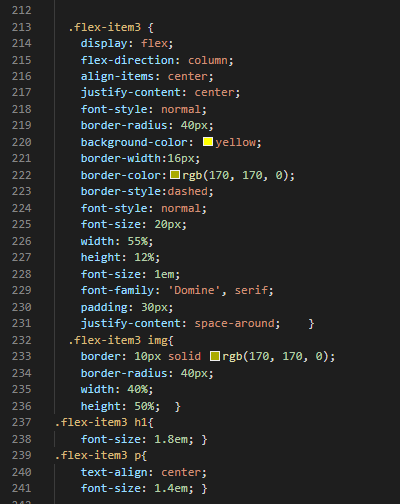 212
213 .flex-item3 {
214 display: flex;
215 flex-direction: column;
216 align-items: center;
217 justify-content: center;
218 font-style: normal;
219 border-radius: 40px;
220 background-color: yellow;
221 border-width:16px;
222 border-color:rgb(170, 170, 0);
223 border-style:dashed;
224 font-style: normal;
225 font-size: 20px;
226 width: 55%;
227 height: 12%;
228 font-size: 1em;
229 font-family: 'Domine', serif;
230 padding: 30px;
231 justify-content: space-around; }
232 .flex-item3 img{
233 border: 10px solid rgb(170, 170, 0);
234 border-radius: 40px;
235 width: 40%;
236 height: 50%; }
237 .flex-item3 h1{
238 font-size: 1.8em; }
239 .flex-item3 p{
240 text-align: center;
241 font-size: 1.4em; }